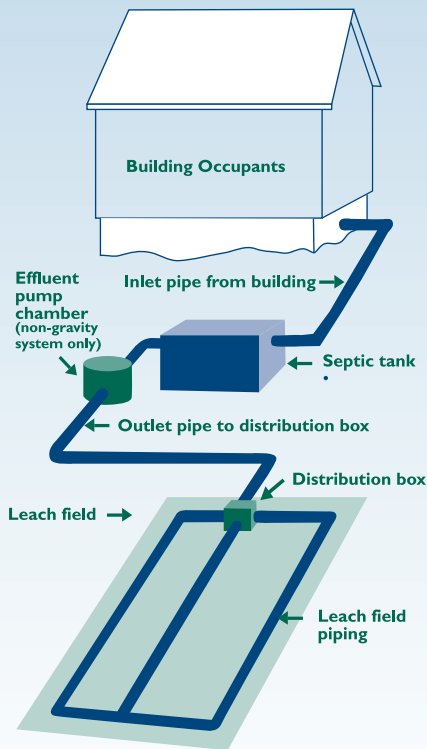 Building Occupants
Inlet pipe from building
Effluent
pump
chamber
(non-gravity
system only)
Septic tank
Outlet pipe to distribution box
Distribution box
Leach field
Leach field
piping